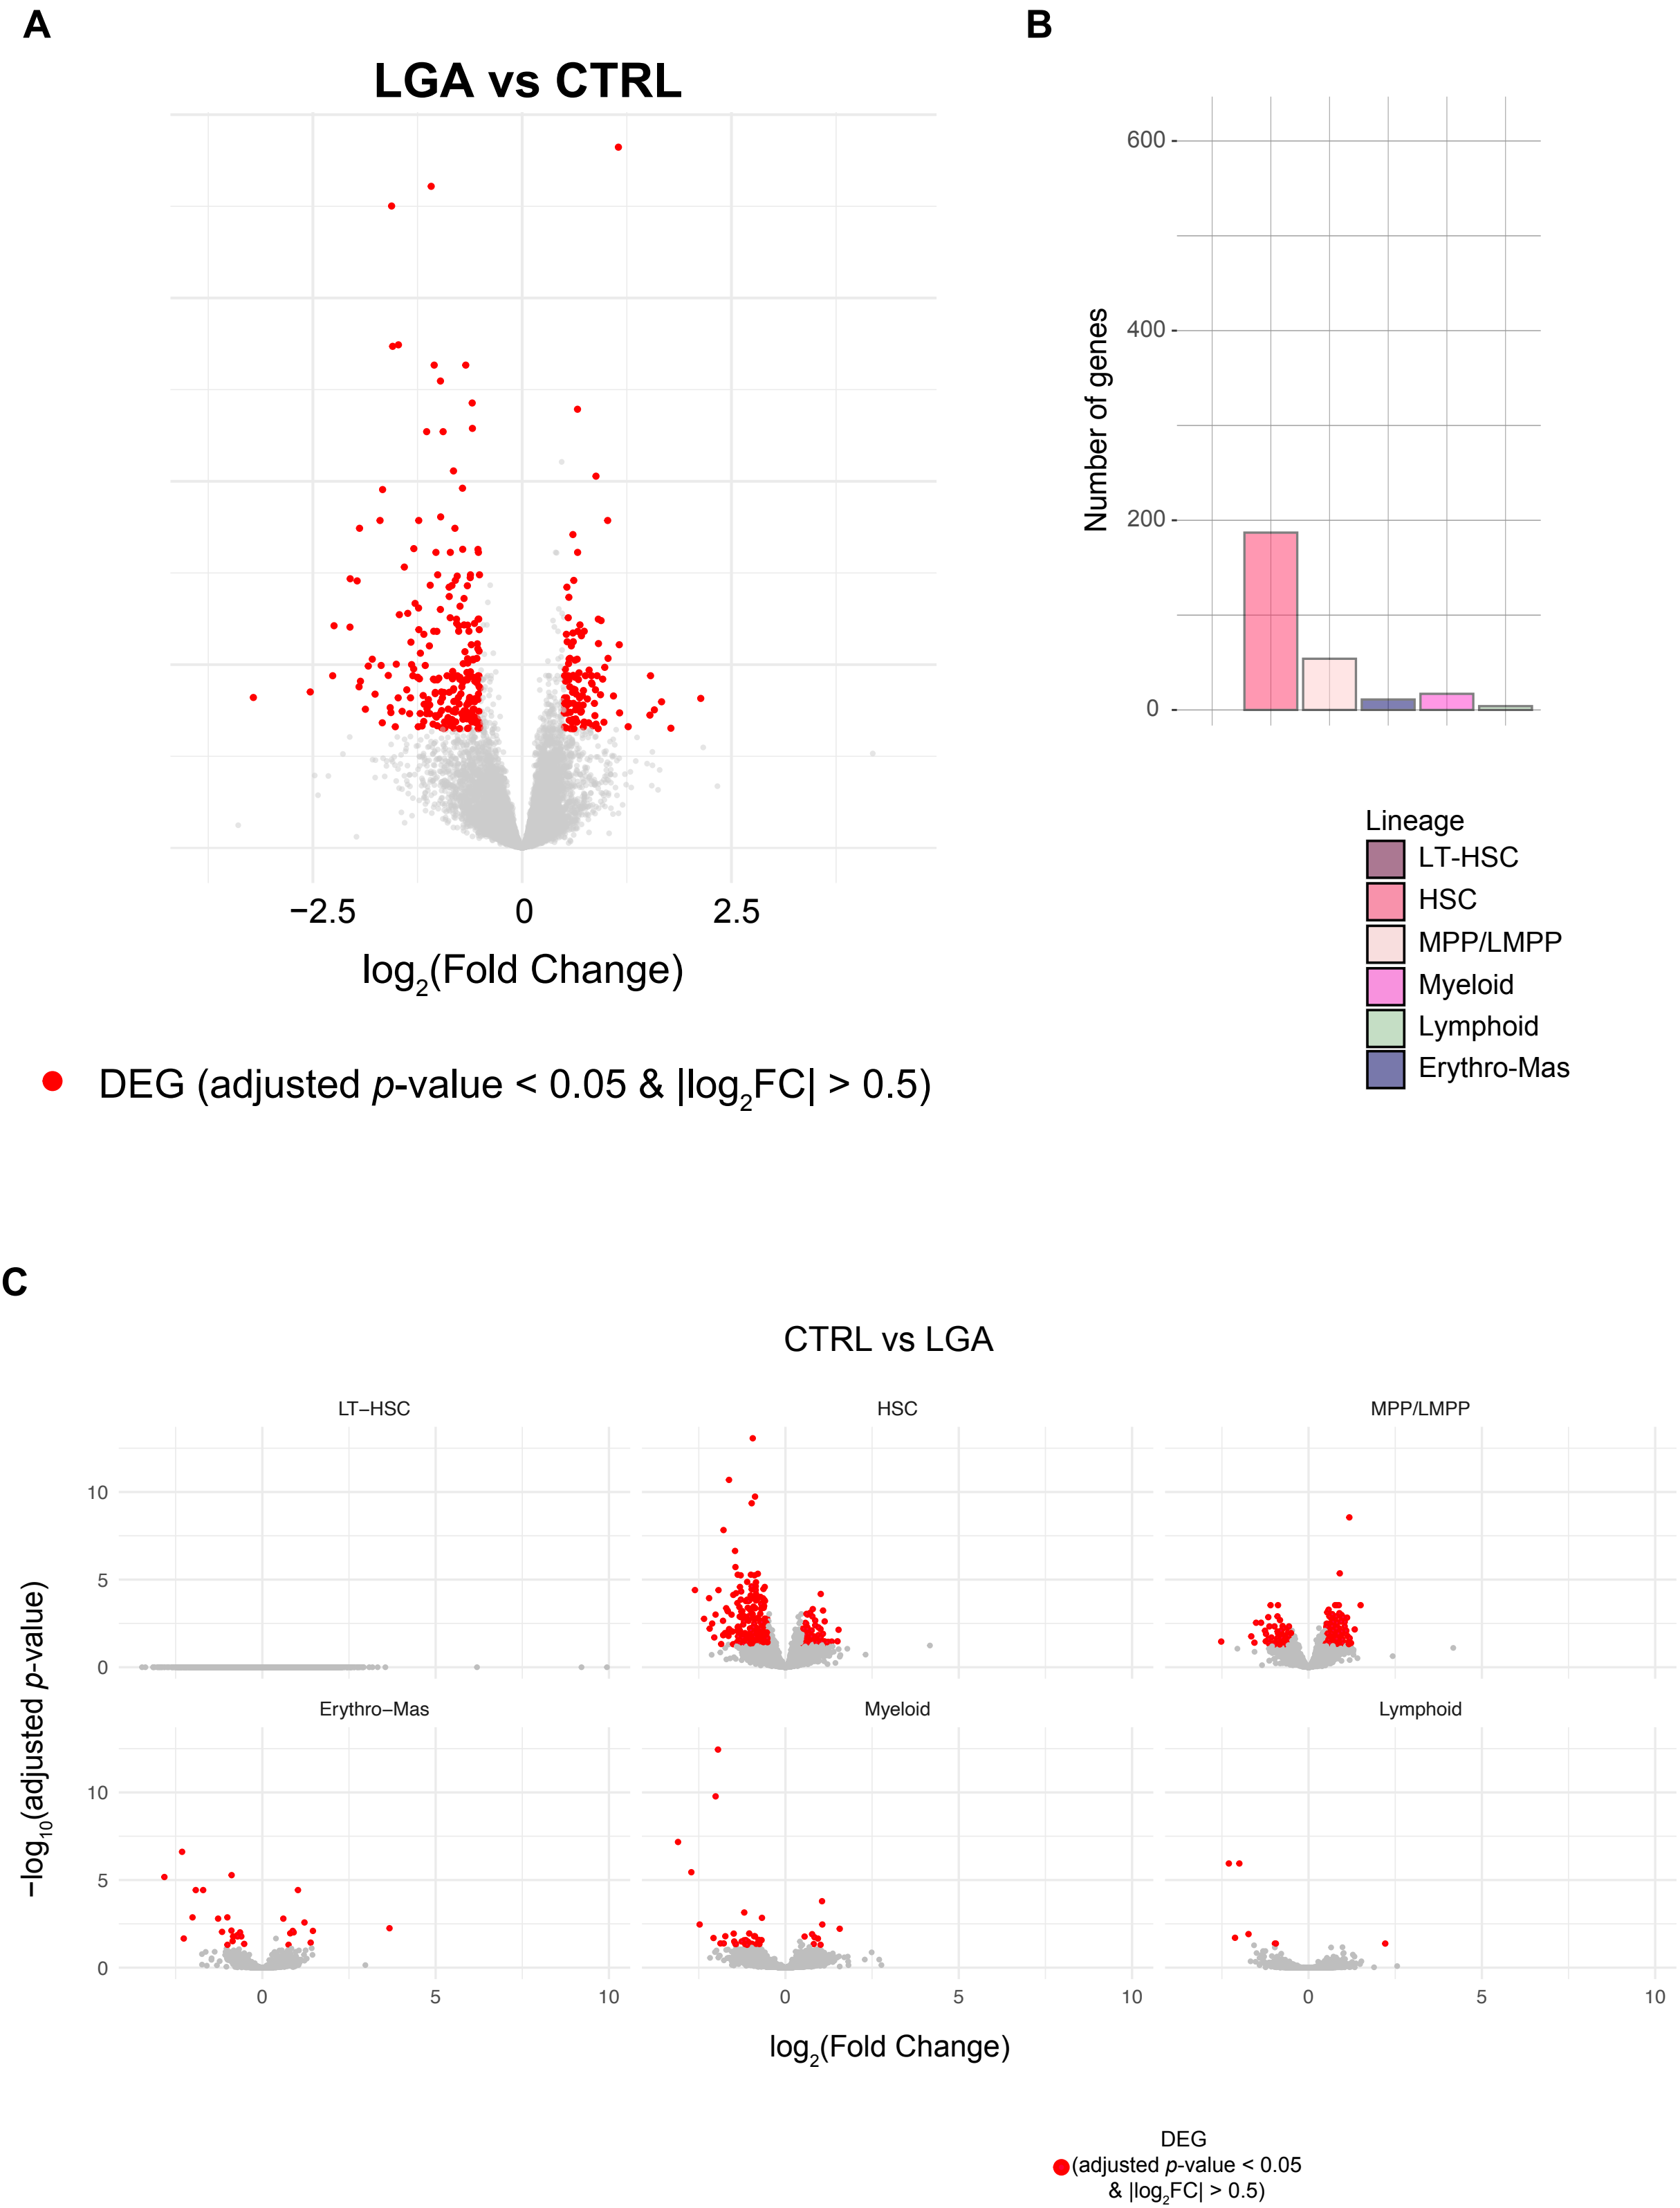 A
B
LGA vs CTRL
600
400
200
0
Number of genes
−2.5 0 2.5
log2(Fold Change)
DEG (adjusted p-value < 0.05 & |log2FC| > 0.5)
Lineage
LT-HSC
HSC
MPP/LMPP
Myeloid
Lymphoid
Erythro-Mas
C
CTRL vs LGA
LT−HSC HSC MPP/LMPP
10
5
0
Erythro−Mas Myeloid Lymphoid
10
5
0
−log10(adjusted p-value)
0 5 10 0 5 10 0 5 10
log2(Fold Change)
DEG
(adjusted p-value < 0.05
& |log2FC| > 0.5)